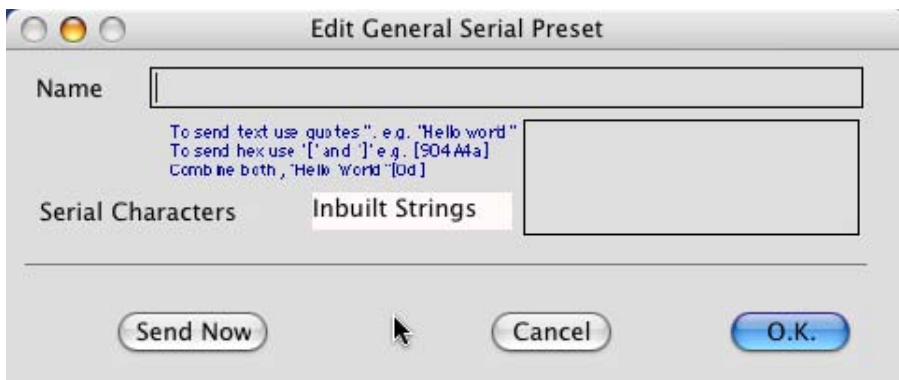 Edit General Serial Preset
Name
To send text use quotes ". e.g. "Hello world"
To send hex use '[' and ']' e.g. [904A4a]
Combine both , "Hello World"[0d]
Serial Characters
Inbuilt Strings
Send Now
Cancel
O.K.